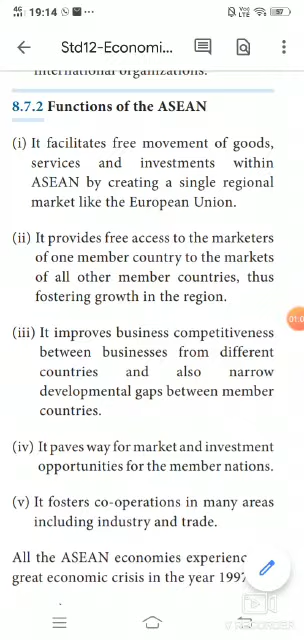 4G 19:14
57
Std12-Economi...
international organizations.
8.7.2 Functions of the ASEAN
(i) It facilitates free movement of goods,
services and investments within
ASEAN by creating a single regional
market like the European Union.
(ii) It provides free access to the marketers
of one member country to the markets
of all other member countries, thus
fostering growth in the region.
(iii) It improves business competitiveness
between businesses from different
countries and also narrow
developmental gaps between member
countries.
(iv) It paves way for market and investment
opportunities for the member nations.
(v) It fosters co-operations in many areas
including industry and trade.
All the ASEAN economies
great economic crisis in the year